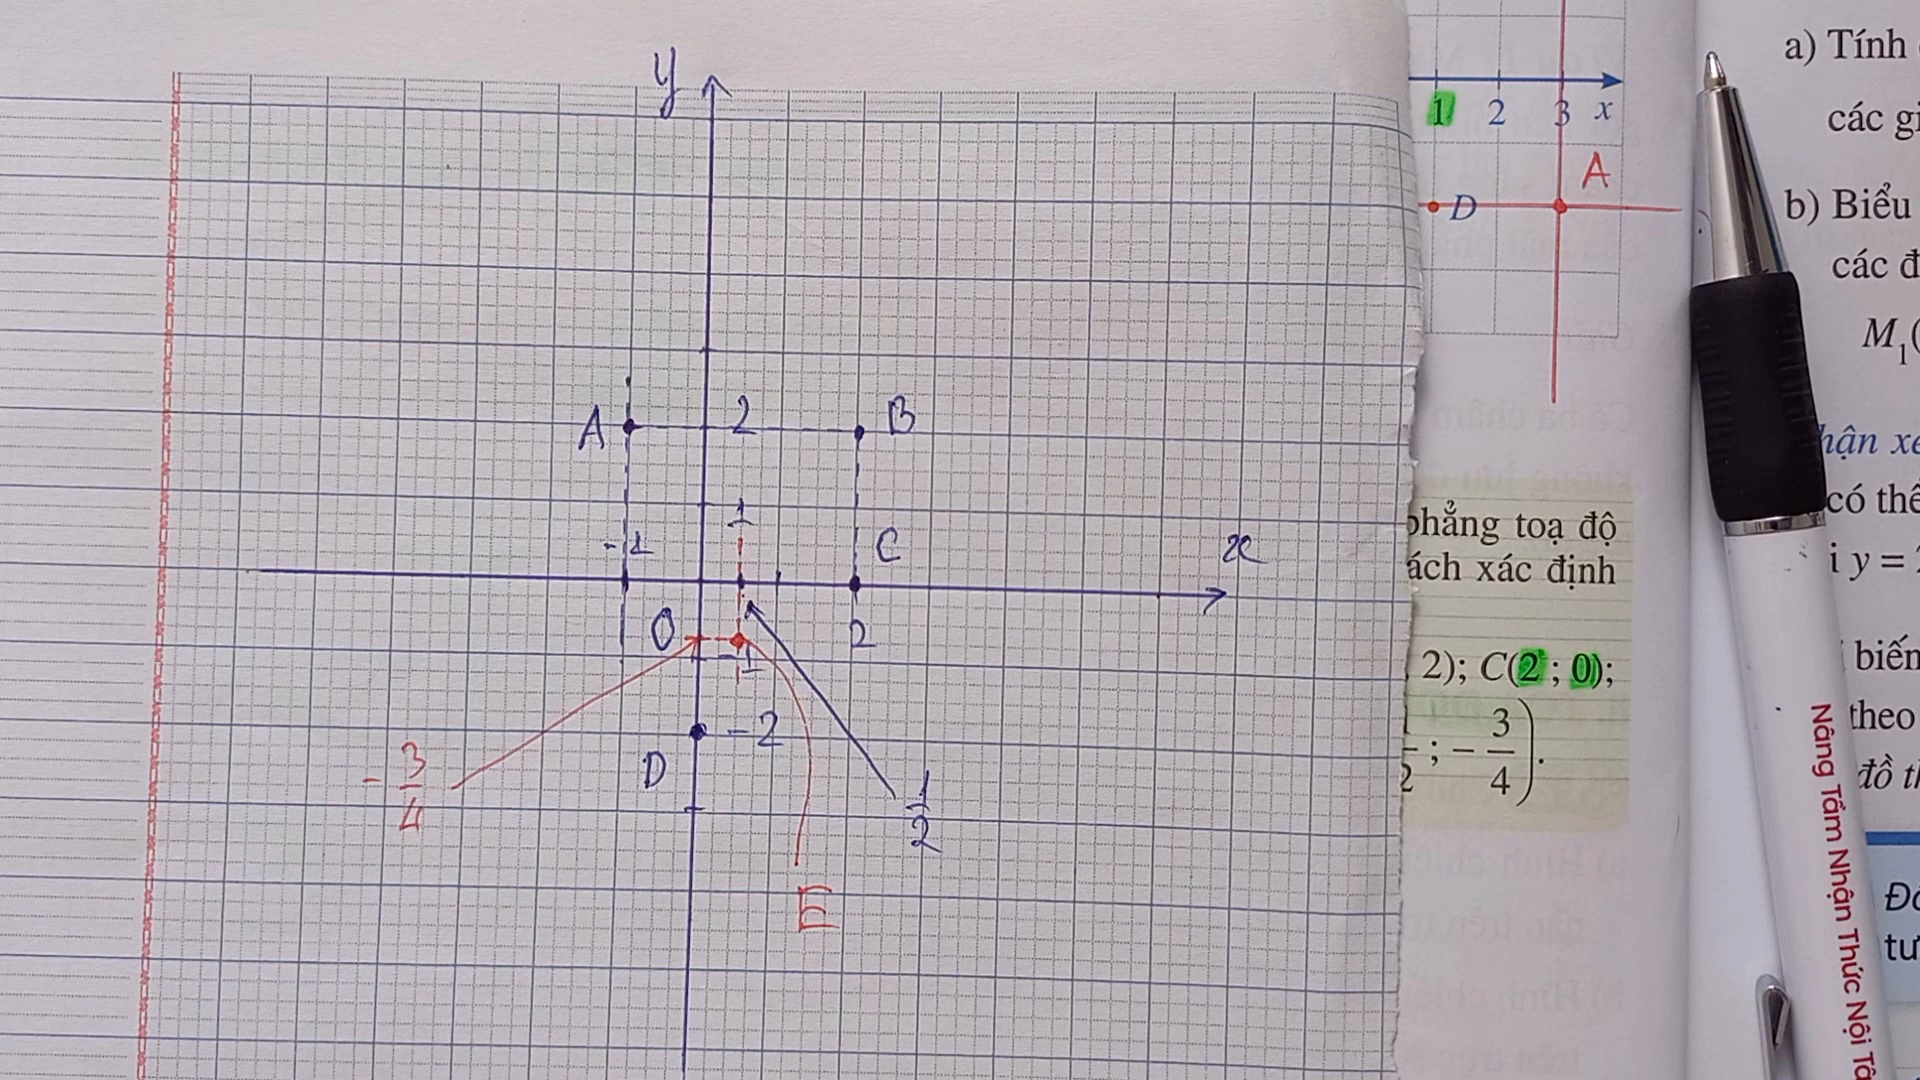 y
A
2
B
1
-1
C
x
O
-1
2
-2
D
-3/4
1/2
E
1 2 3 x
A
D
phẳng toạ độ
ách xác định
2); C(2 ; 0);
1/2 ; - 3/4).
a) Tính
các gi
b) Biểu
các đ
M₁(
hận xé
có thể
i y =
biến
theo
đồ th
tư
Nâng Tầm Nhận Thức Nội Tâ